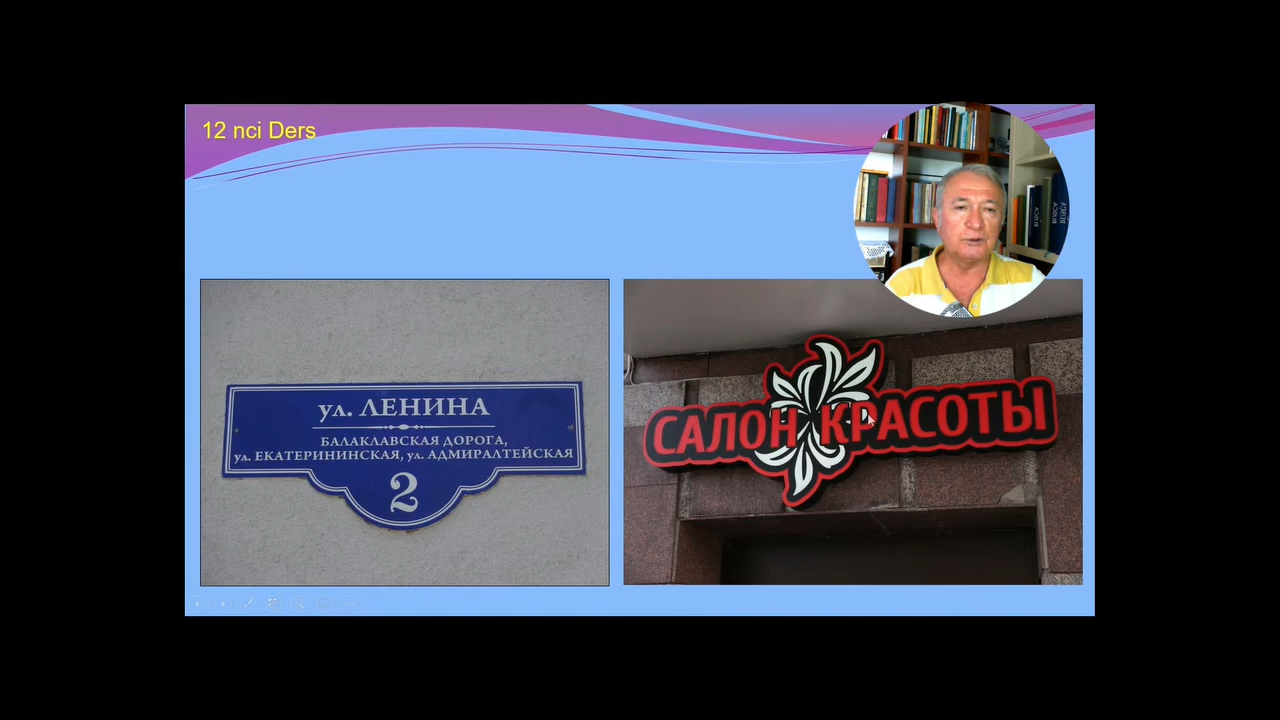 12 nci Ders
ул. ЛЕНИНА
БАЛАКЛАВСКАЯ ДОРОГА,
ул. ЕКАТЕРИНИНСКАЯ, ул. АДМИРАЛТЕЙСКАЯ
2
САЛОН КРАСОТЫ